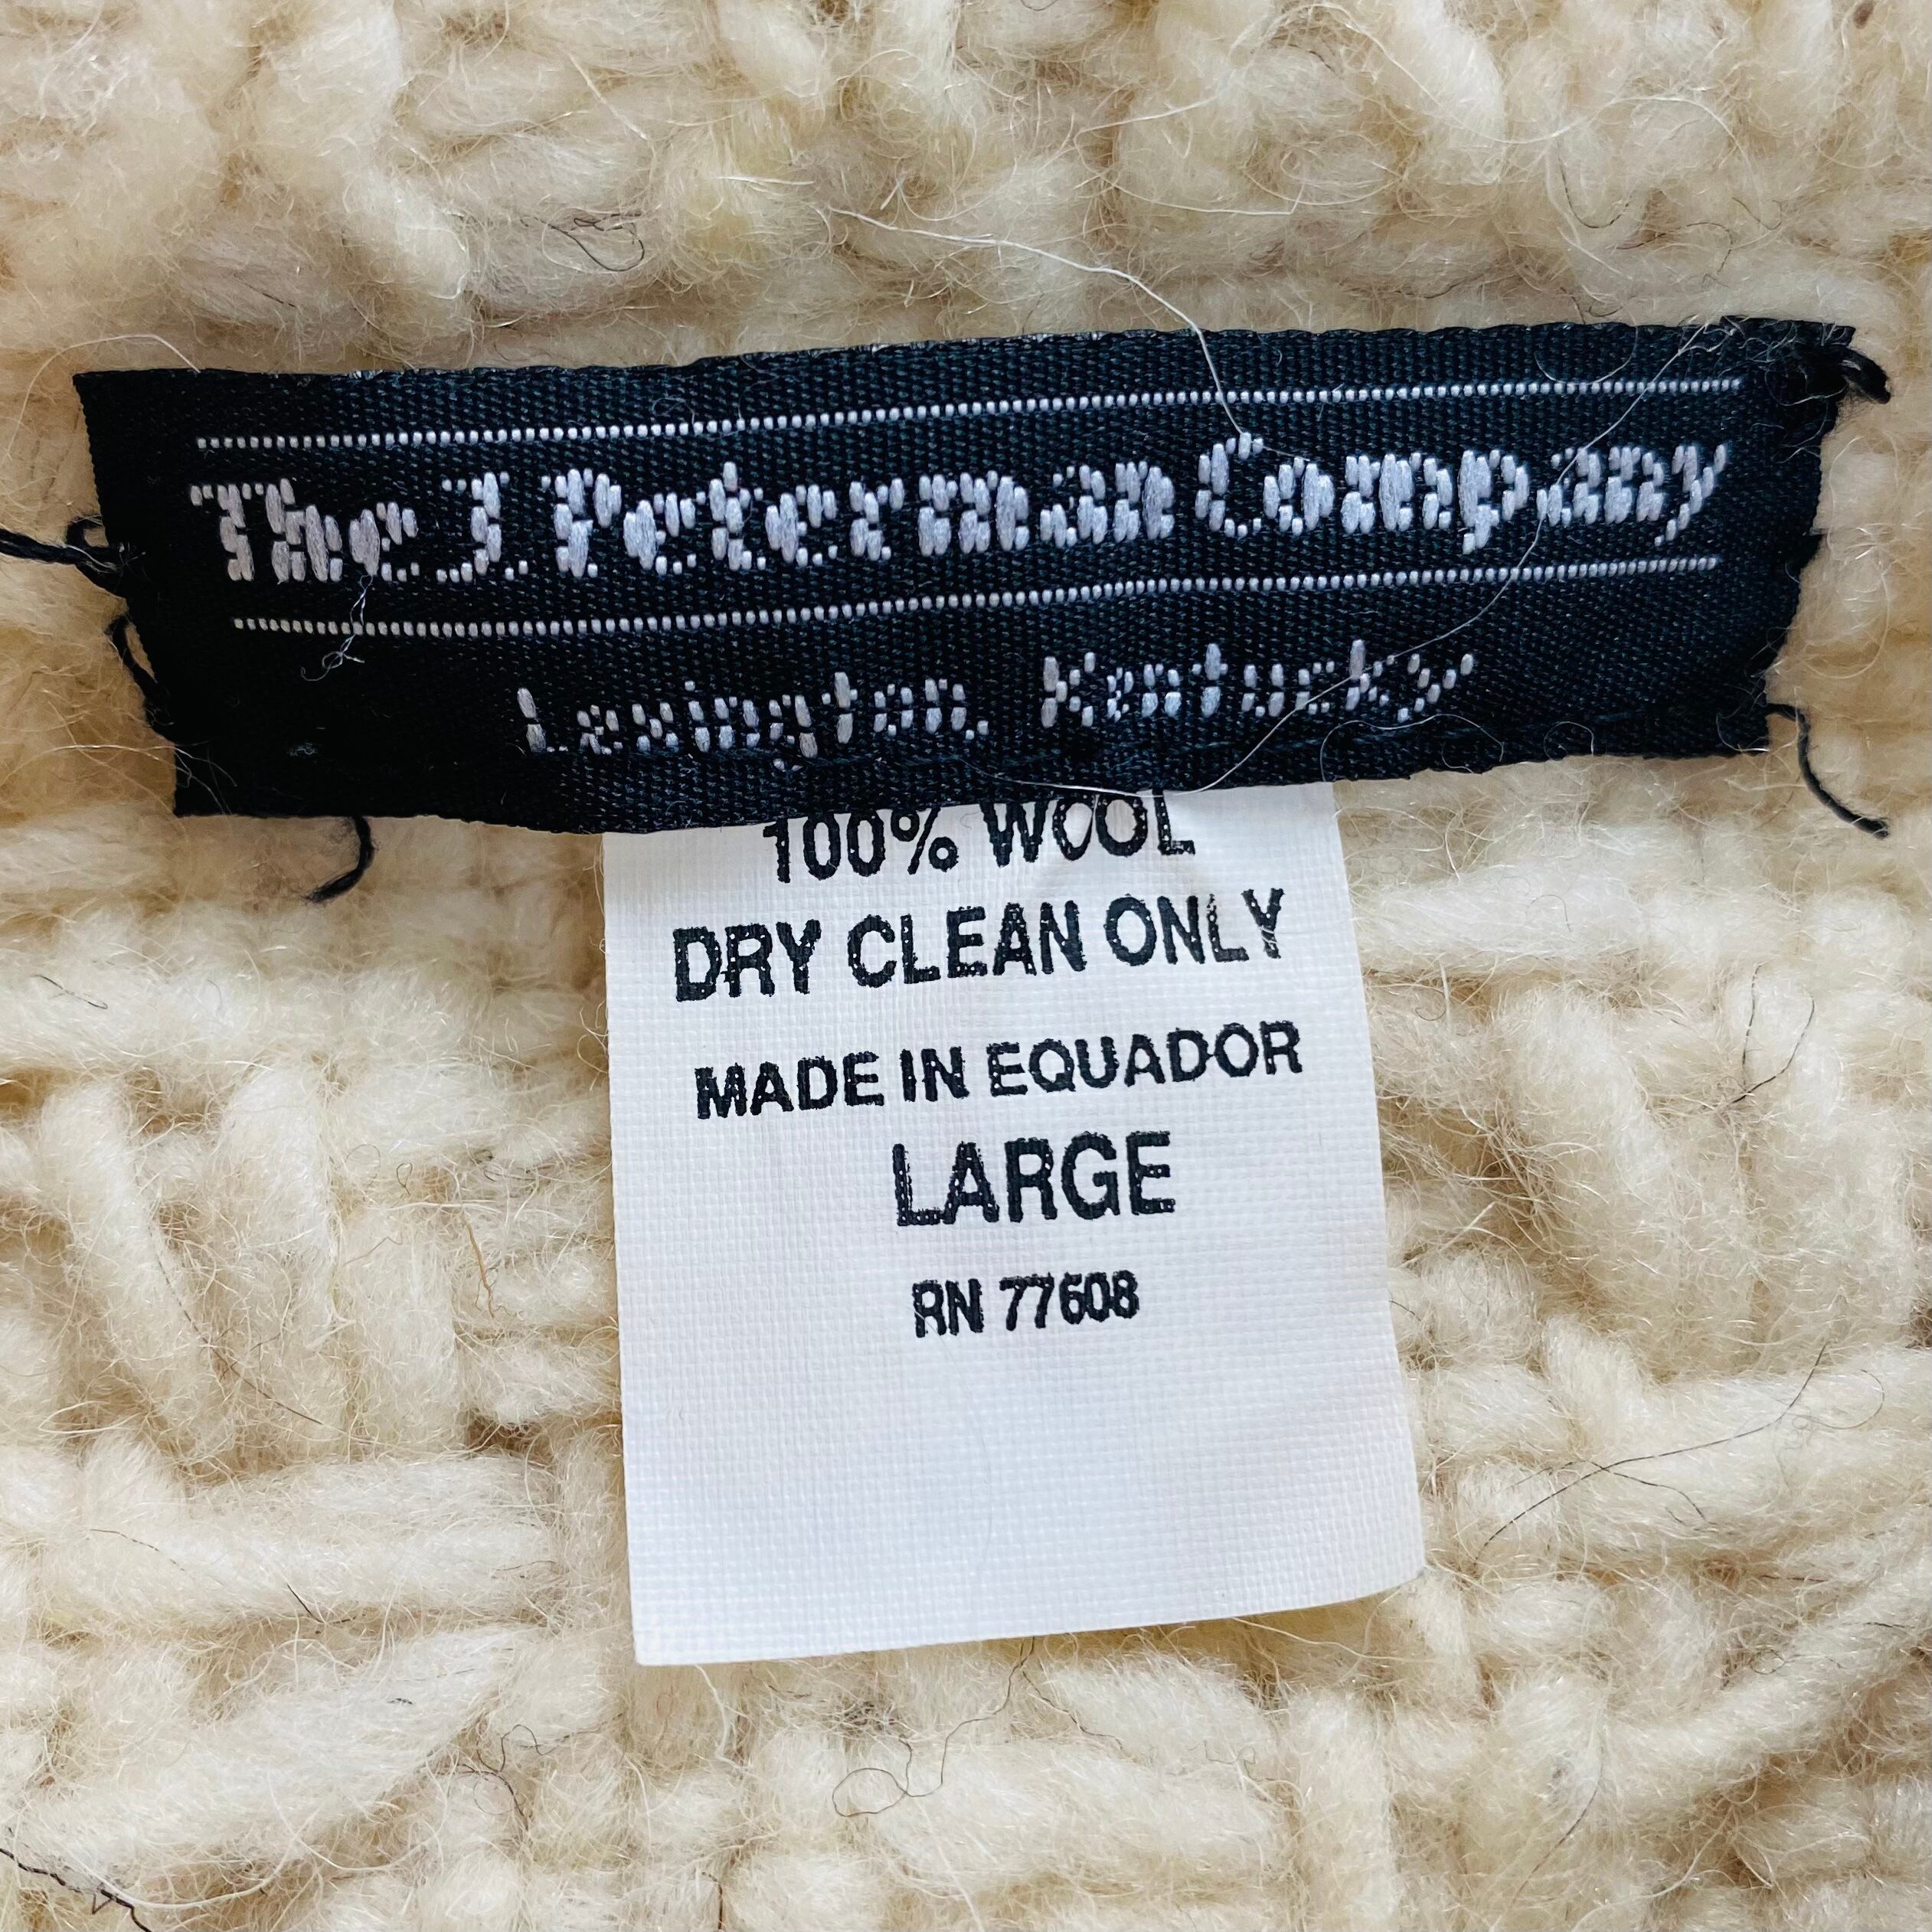 The J. Peterman Company
Lexington, Kentucky
100% WOOL
DRY CLEAN ONLY
MADE IN EQUADOR
LARGE
RN 77608